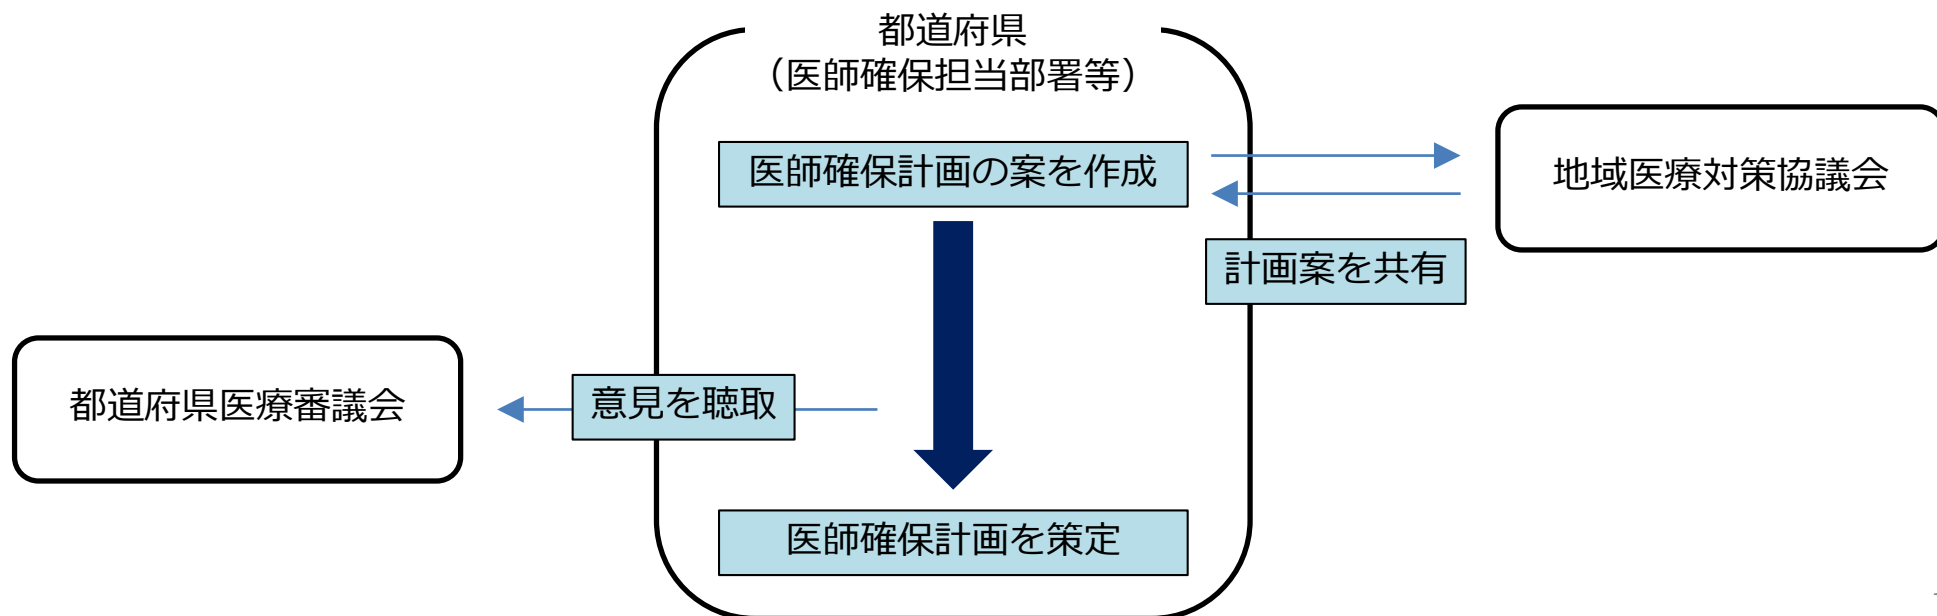 都道府県
（医師確保担当部署等）
医師確保計画の案を作成
地域医療対策協議会
計画案を共有
都道府県医療審議会
意見を聴取
医師確保計画を策定